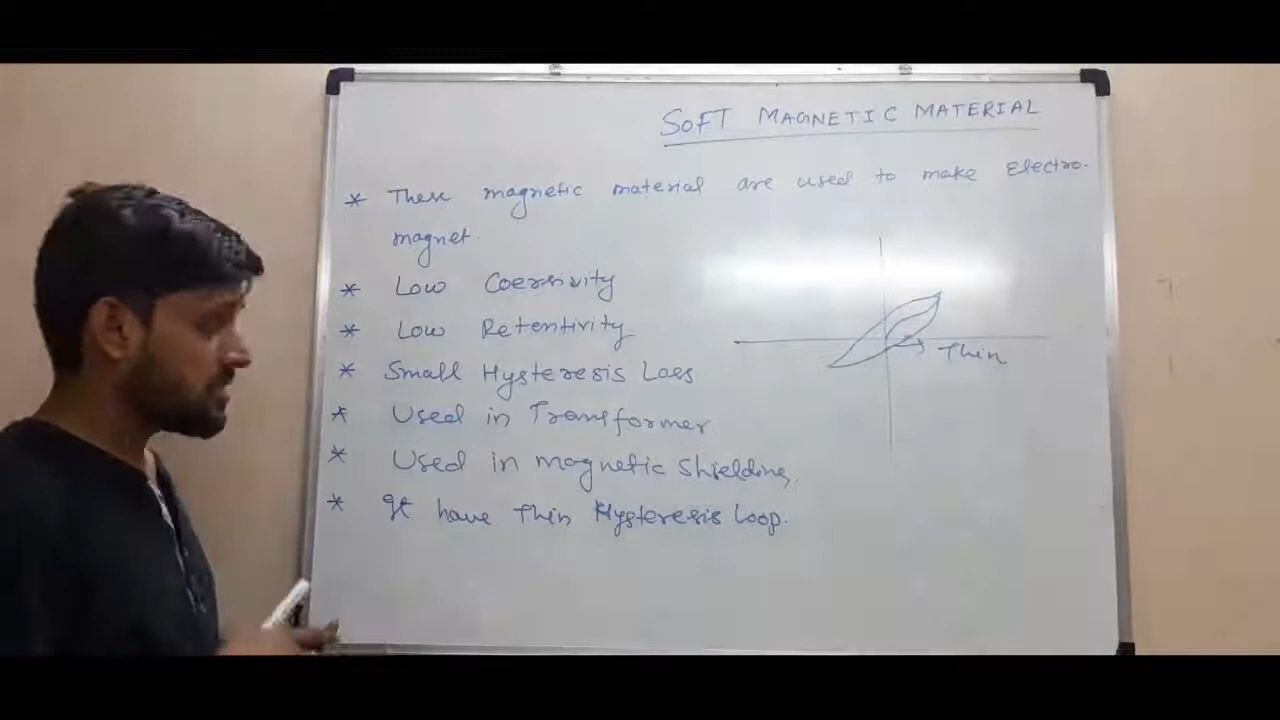 SOFT MAGNETIC MATERIAL
* These magnetic material are used to make Electro-
magnet.
* Low Coersivity
* Low Retentivity
* Small Hysteresis Loss
* Used in Transformer
* Used in magnetic Shielding.
* It have Thin Hysteresis Loop.
Thin